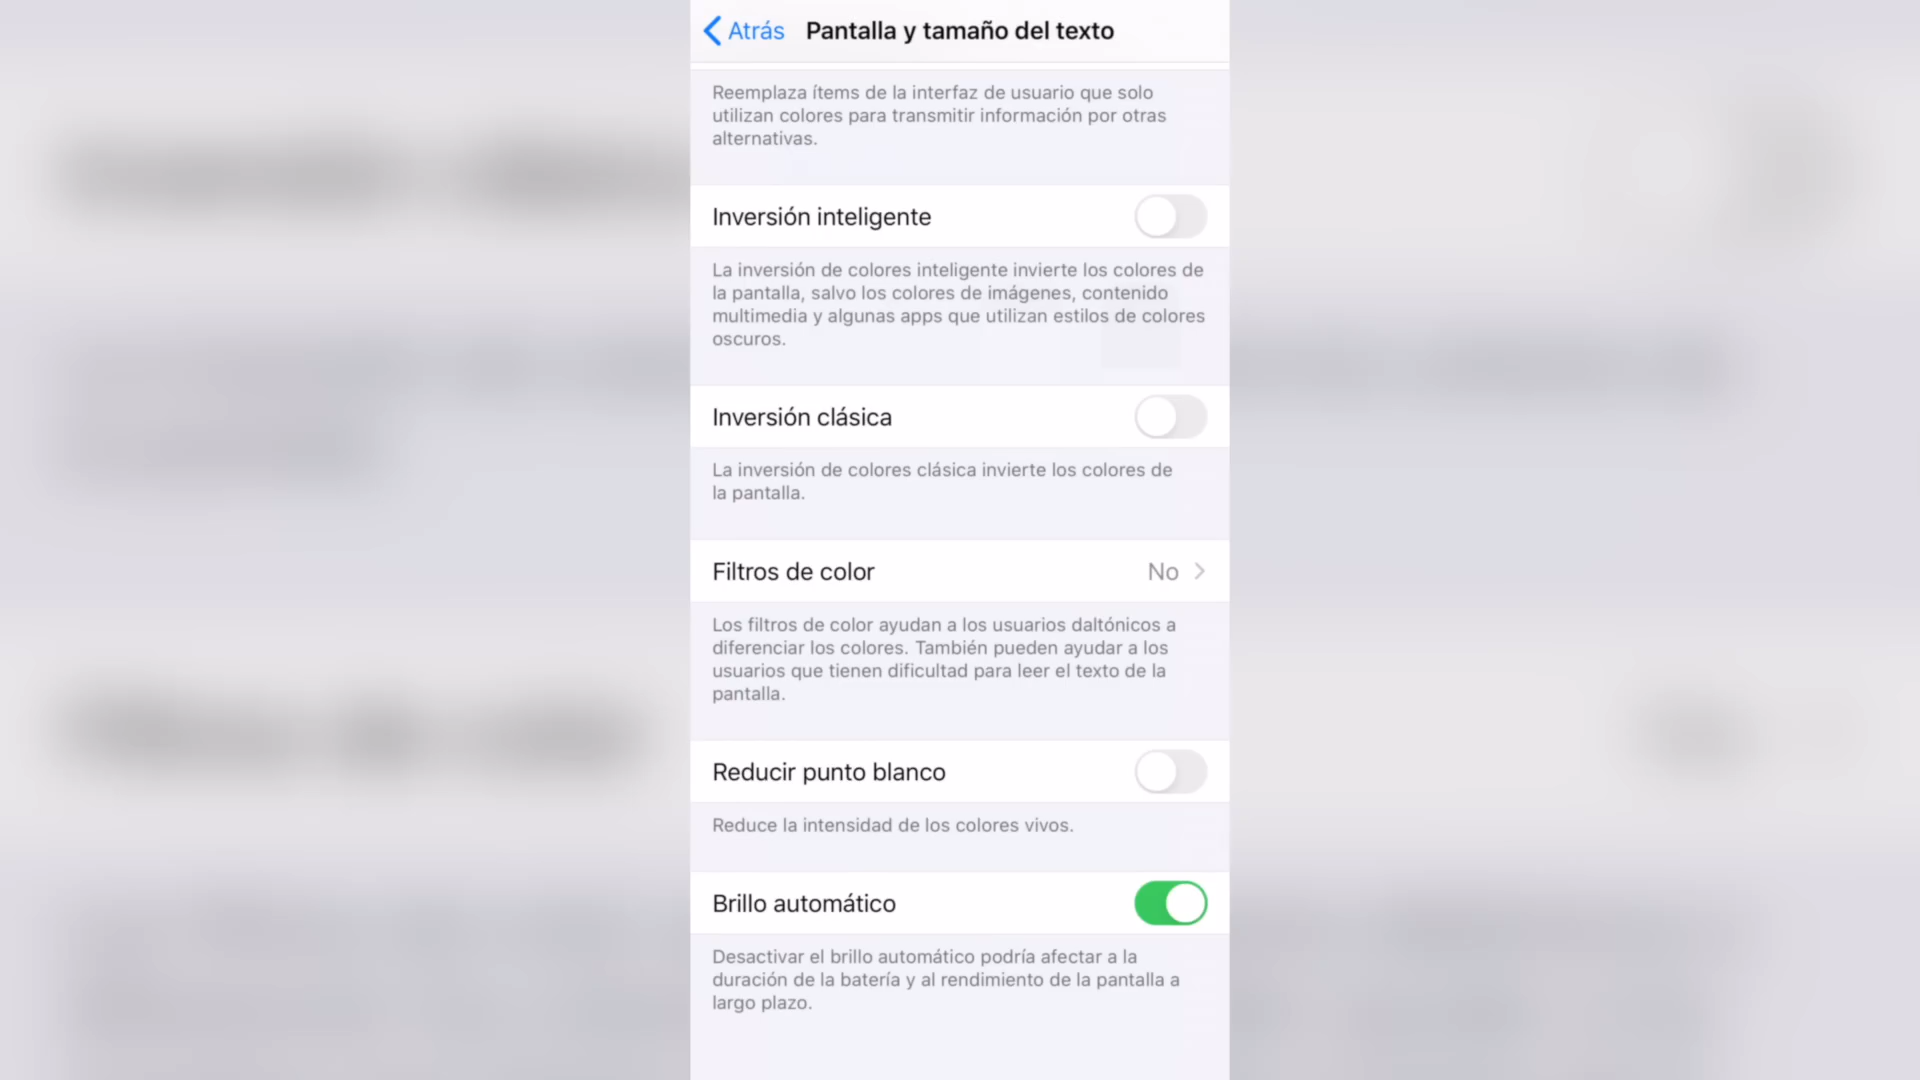 Atrás Pantalla y tamaño del texto
Reemplaza ítems de la interfaz de usuario que solo
utilizan colores para transmitir información por otras
alternativas.
Inversión inteligente
La inversión de colores inteligente invierte los colores de
la pantalla, salvo los colores de imágenes, contenido
multimedia y algunas apps que utilizan estilos de colores
oscuros.
Inversión clásica
La inversión de colores clásica invierte los colores de
la pantalla.
Filtros de color No
Los filtros de color ayudan a los usuarios daltónicos a
diferenciar los colores. También pueden ayudar a los
usuarios que tienen dificultad para leer el texto de la
pantalla.
Reducir punto blanco
Reduce la intensidad de los colores vivos.
Brillo automático
Desactivar el brillo automático podría afectar a la
duración de la batería y al rendimiento de la pantalla a
largo plazo.